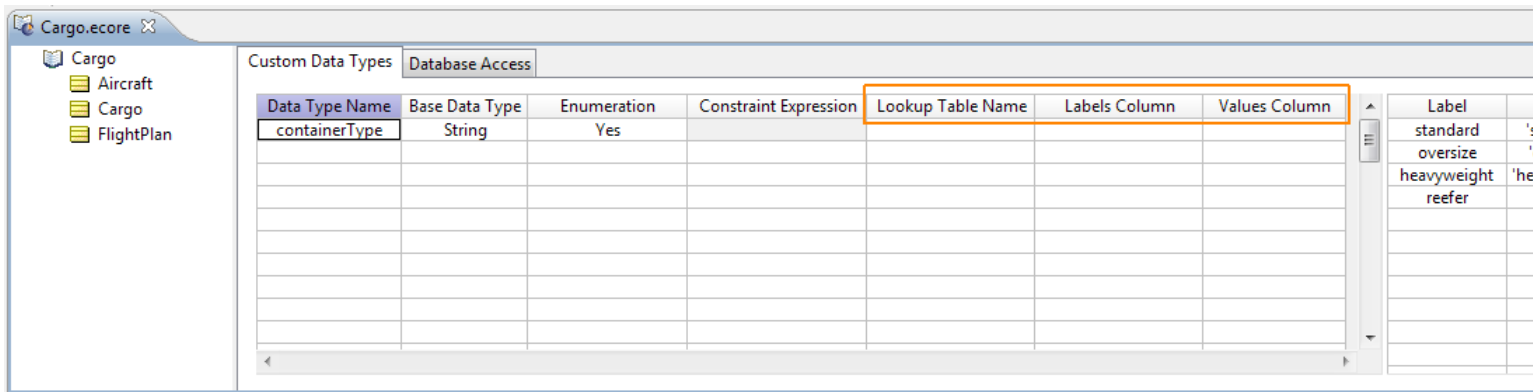 Cargo.ecore
Cargo
Aircraft
Cargo
FlightPlan
Custom Data Types Database Access
Data Type Name Base Data Type Enumeration Constraint Expression Lookup Table Name Labels Column Values Column
containerType String Yes
Label
standard
oversize
heavyweight 'he
reefer